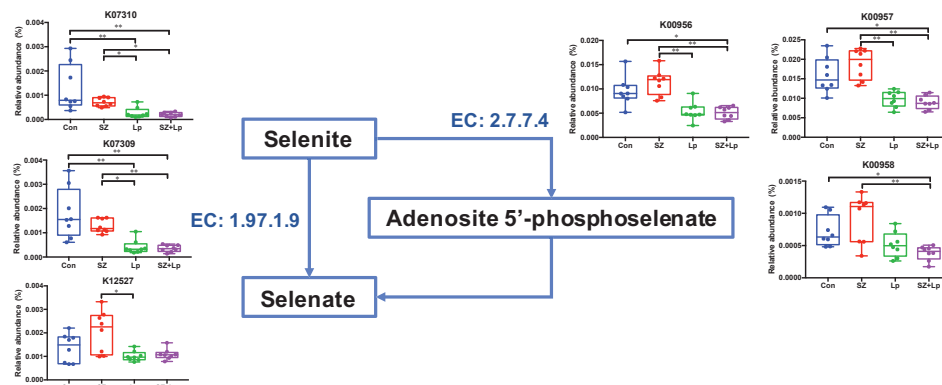 K07310
Relative abundance (%)
0.004
0.003
0.002
0.001
0.000
** 
** 
* 
*
Con SZ Lp SZ+Lp
K07309
Relative abundance (%)
0.004
0.003
0.002
0.001
0.000
**
**
**
*
Con SZ Lp SZ+Lp
K12527
Relative abundance (%)
0.004
0.003
0.002
0.001
0.000
*
Selenite
EC: 2.7.7.4
EC: 1.97.1.9
Adenosite 5’-phosphoselenate
Selenate
K00956
Relative abundance (%)
0.020
0.015
0.010
0.005
0.000
*
**
**
Con SZ Lp SZ+Lp
K00957
Relative abundance (%)
0.025
0.020
0.015
0.010
0.005
0.000
*
**
**
Con SZ Lp SZ+Lp
K00958
Relative abundance (%)
0.0015
0.0010
0.0005
0.0000
*
**
Con SZ Lp SZ+Lp